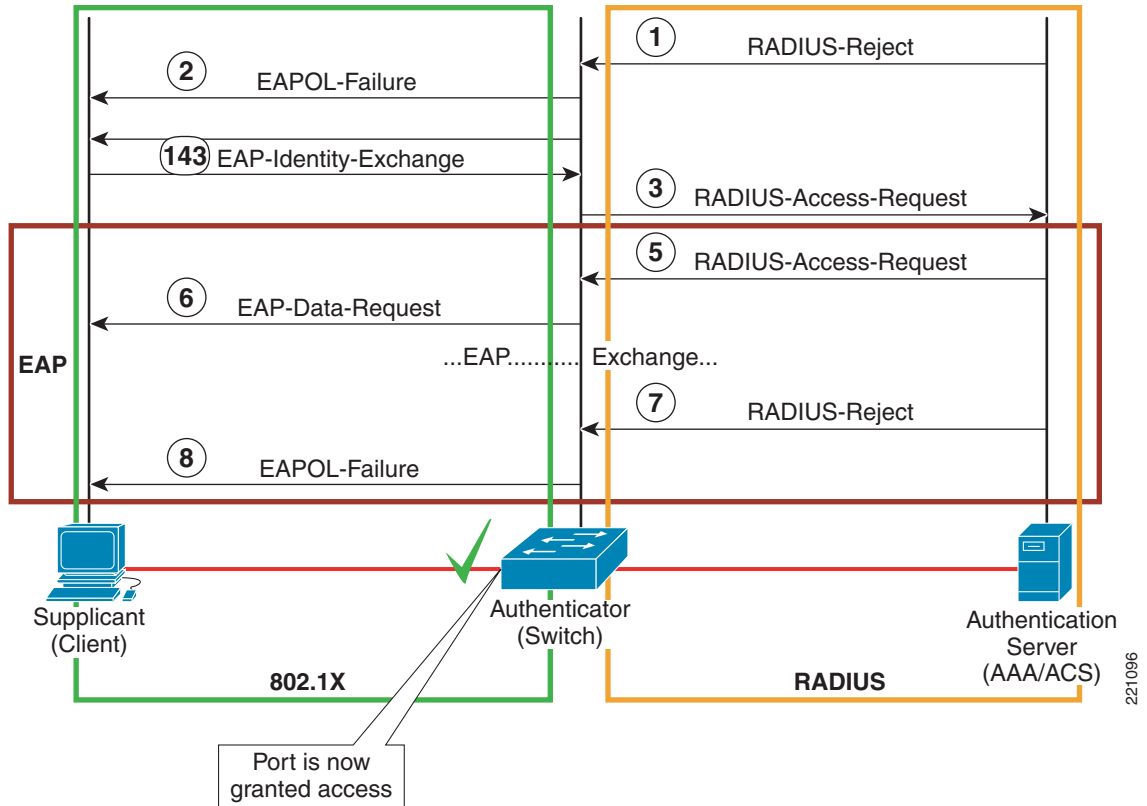 1
RADIUS-Reject
2
EAPOL-Failure
143
EAP-Identity-Exchange
3
RADIUS-Access-Request
5
RADIUS-Access-Request
6
EAP-Data-Request
EAP
...EAP........... Exchange...
7
RADIUS-Reject
8
EAPOL-Failure
Supplicant
(Client)
Authenticator
(Switch)
Authentication
Server
(AAA/ACS)
802.1X
RADIUS
221096
Port is now
granted access